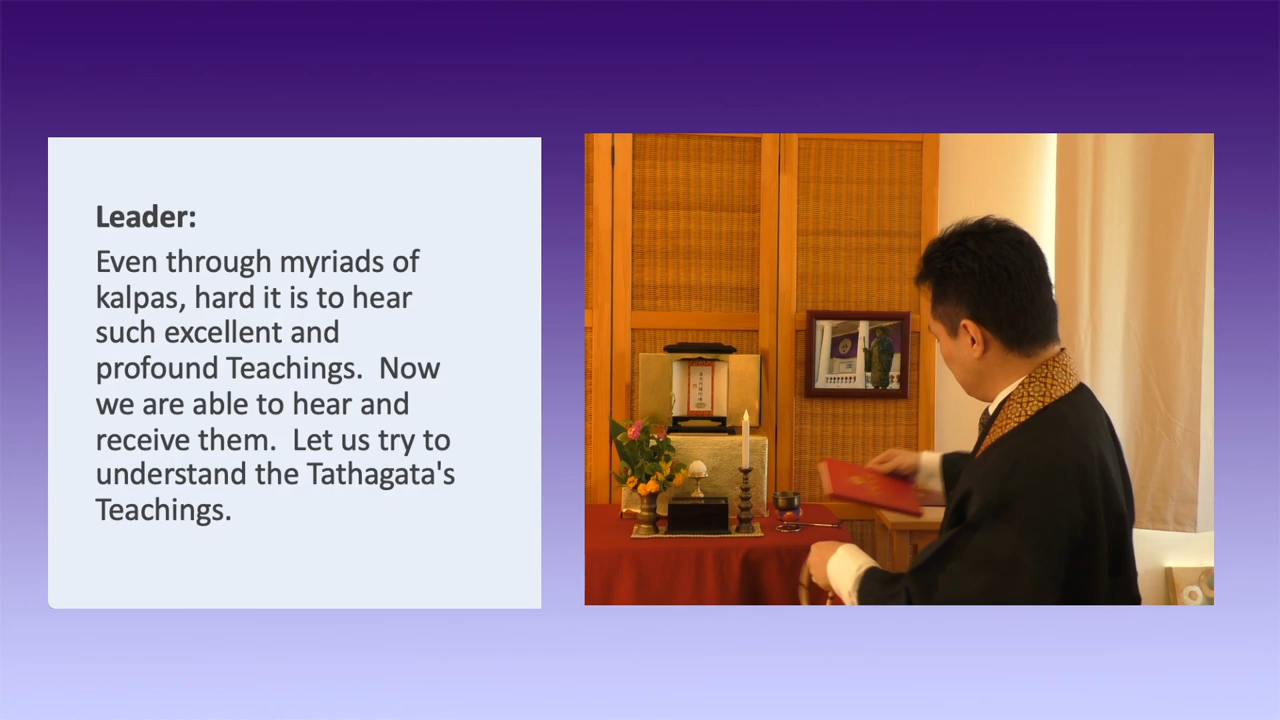 Leader:
Even through myriads of
kalpas, hard it is to hear
such excellent and
profound Teachings.  Now
we are able to hear and
receive them.  Let us try to
understand the Tathagata's
Teachings.